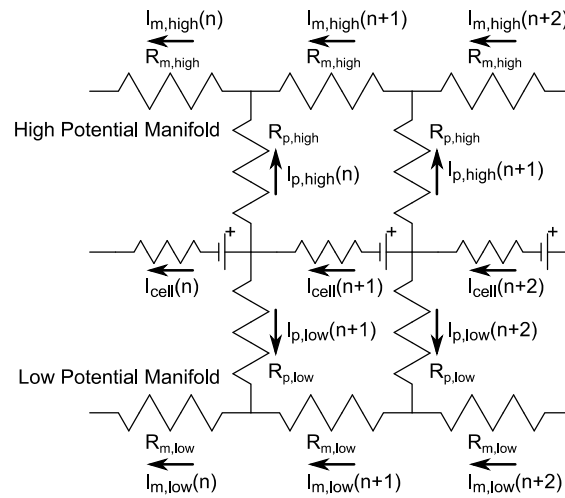 I_m,high(n) I_m,high(n+1) I_m,high(n+2)
R_m,high R_m,high R_m,high
High Potential Manifold
R_p,high R_p,high
I_p,high(n) I_p,high(n+1)
+ + +
I_cell(n) I_cell(n+1) I_cell(n+2)
I_p,low(n+1) I_p,low(n+2)
Low Potential Manifold
R_p,low R_p,low
R_m,low R_m,low R_m,low
I_m,low(n) I_m,low(n+1) I_m,low(n+2)